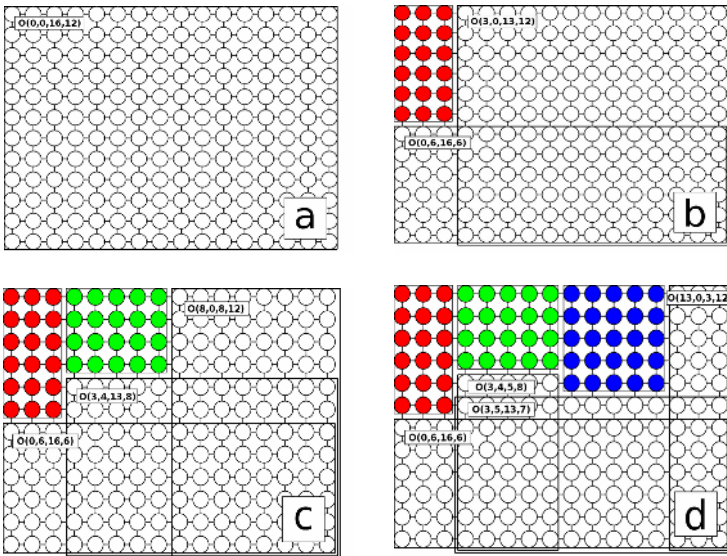 O(0,0,16,12)
a
O(3,0,13,12)
O(0,6,16,6)
b
O(8,0,8,12)
O(3,4,13,8)
O(0,6,16,6)
c
O(13,0,3,12
O(3,4,5,8)
O(3,5,13,7)
O(0,6,16,6)
d